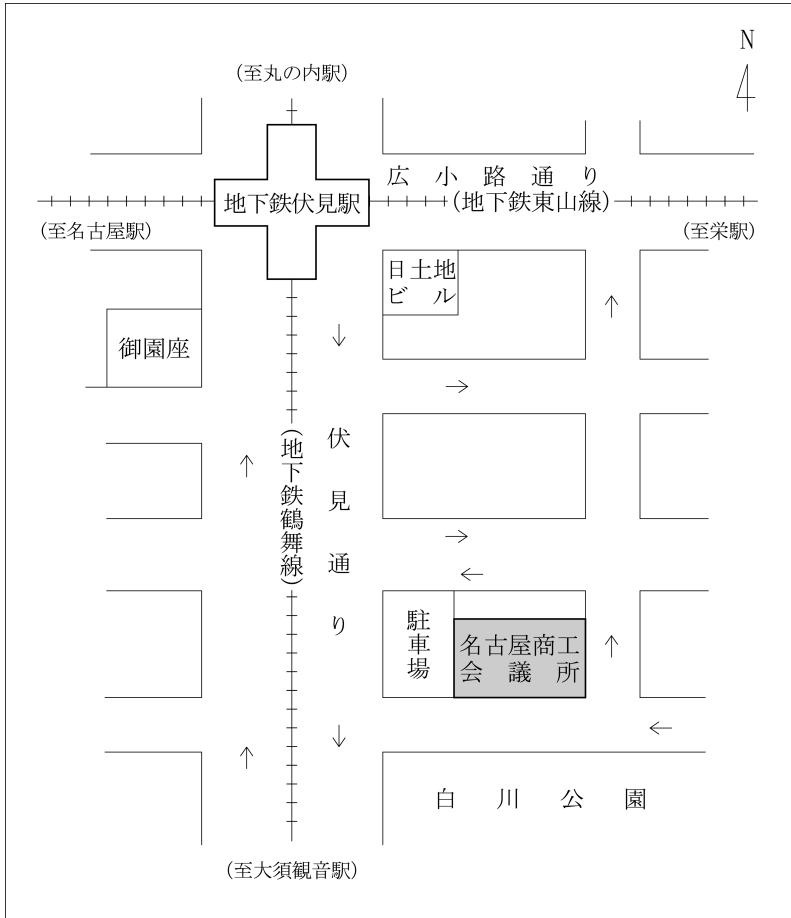 N
(至丸の内駅)
広小路通り
地下鉄伏見駅
(地下鉄東山線)
(至名古屋駅)
(至栄駅)
日土地
ビル
御園座
伏見通り
(地下鉄鶴舞線)
駐車場
名古屋商工
会議所
白川公園
(至大須観音駅)